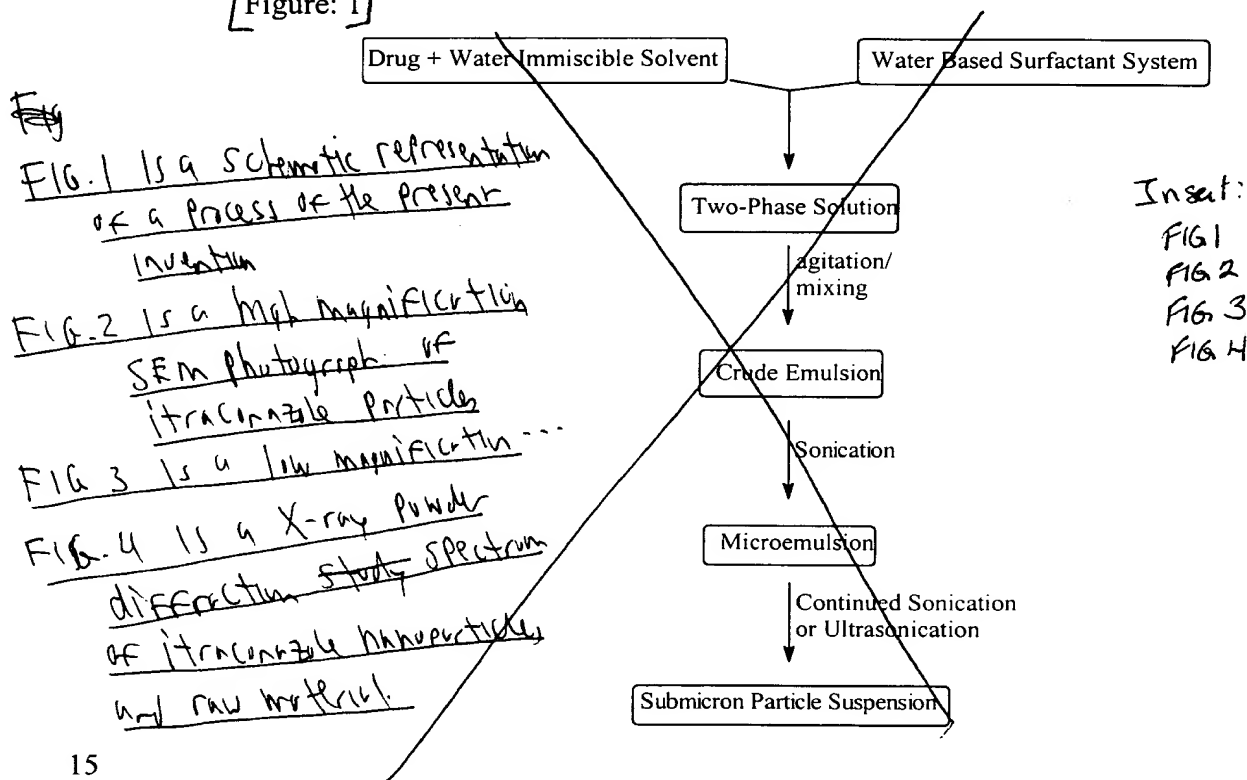 [Figure: 1]
Drug + Water Immiscible Solvent
Water Based Surfactant System
Two-Phase Solution
agitation/
mixing
Crude Emulsion
Sonication
Microemulsion
Continued Sonication
or Ultrasonication
Submicron Particle Suspension
Fig
FIG. 1 Is a schematic representation
of a process of the present
invention
FIG. 2 Is a high magnification
SEM photograph of
itraconazole particles
FIG 3 Is a low magnification ...
FIG. 4 Is a X-ray powder
diffraction study spectrum
of itraconazole nanoparticles
and raw material.
Insert:
FIG 1
FIG 2
FIG. 3
FIG 4
15